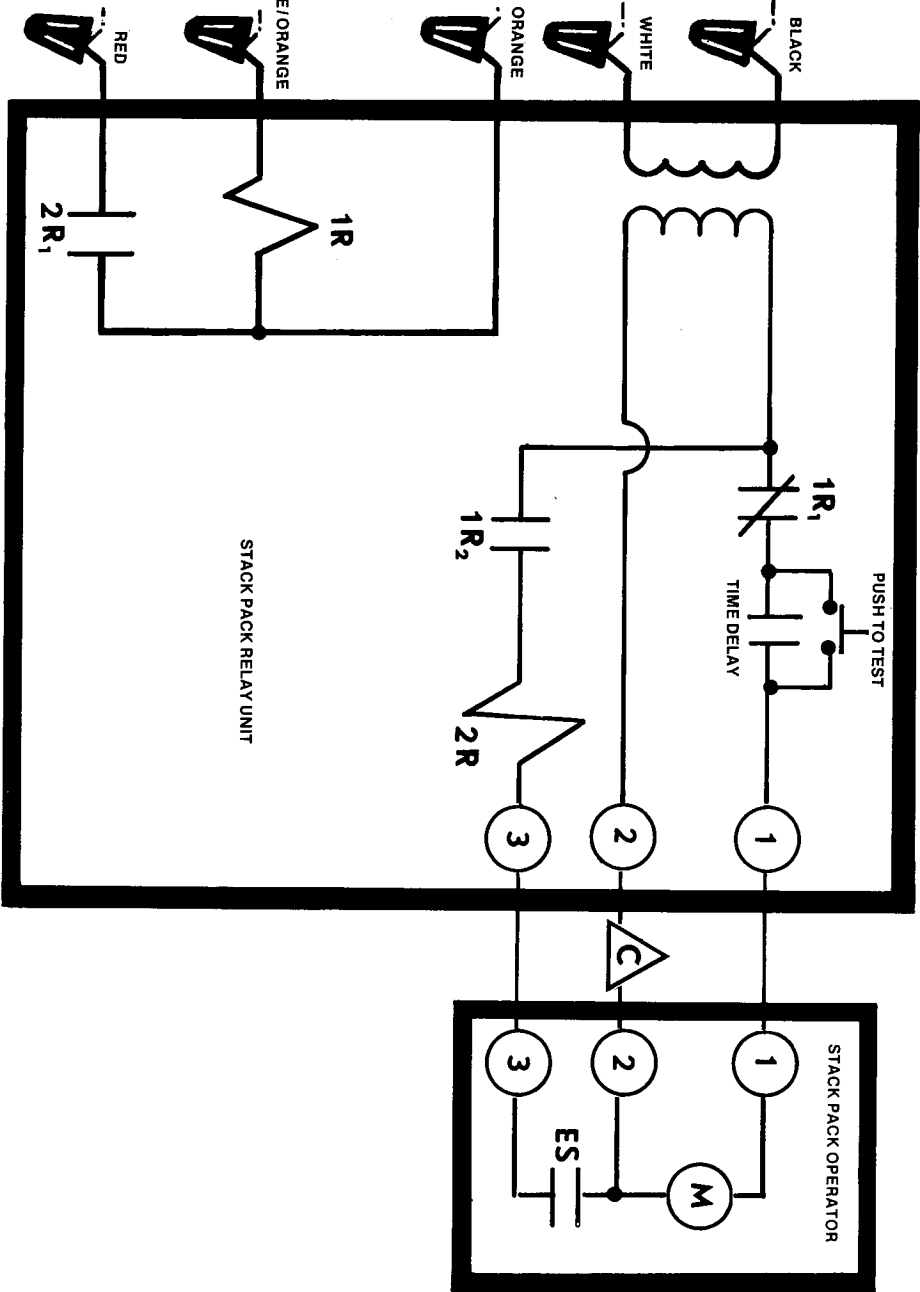 BLACK
WHITE
ORANGE
E/ORANGE
RED
1R
2R₁
1R₁
PUSH TO TEST
TIME DELAY
1R₂
2R
STACK PACK RELAY UNIT
1
2
3
C
STACK PACK OPERATOR
1
2
3
M
ES